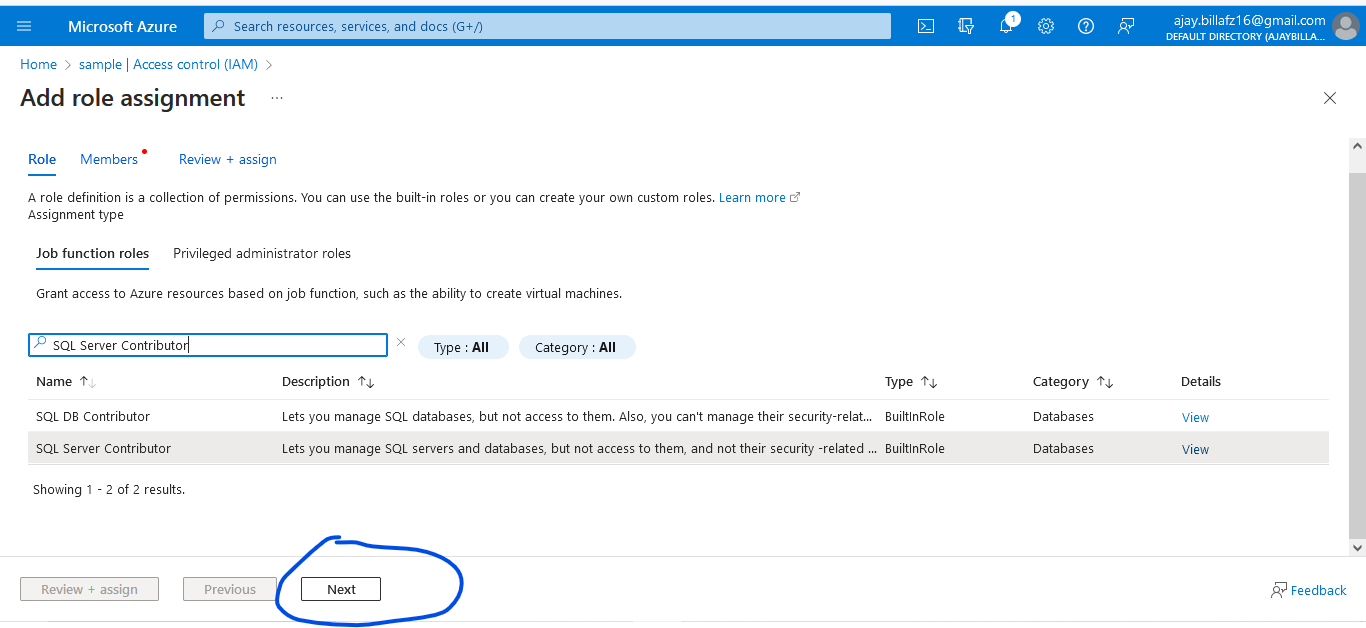 Microsoft Azure
Search resources, services, and docs (G+/)
1
ajay.billafz16@gmail.com
DEFAULT DIRECTORY (AJAYBILLA...
Home > sample | Access control (IAM) >
Add role assignment ...
Role Members Review + assign
A role definition is a collection of permissions. You can use the built-in roles or you can create your own custom roles. Learn more
Assignment type
Job function roles Privileged administrator roles
Grant access to Azure resources based on job function, such as the ability to create virtual machines.
SQL Server Contributor Type : All Category : All
Name Description Type Category Details
SQL DB Contributor Lets you manage SQL databases, but not access to them. Also, you can't manage their security-relat... BuiltInRole Databases View
SQL Server Contributor Lets you manage SQL servers and databases, but not access to them, and not their security -related ... BuiltInRole Databases View
Showing 1 - 2 of 2 results.
Review + assign Previous Next Feedback